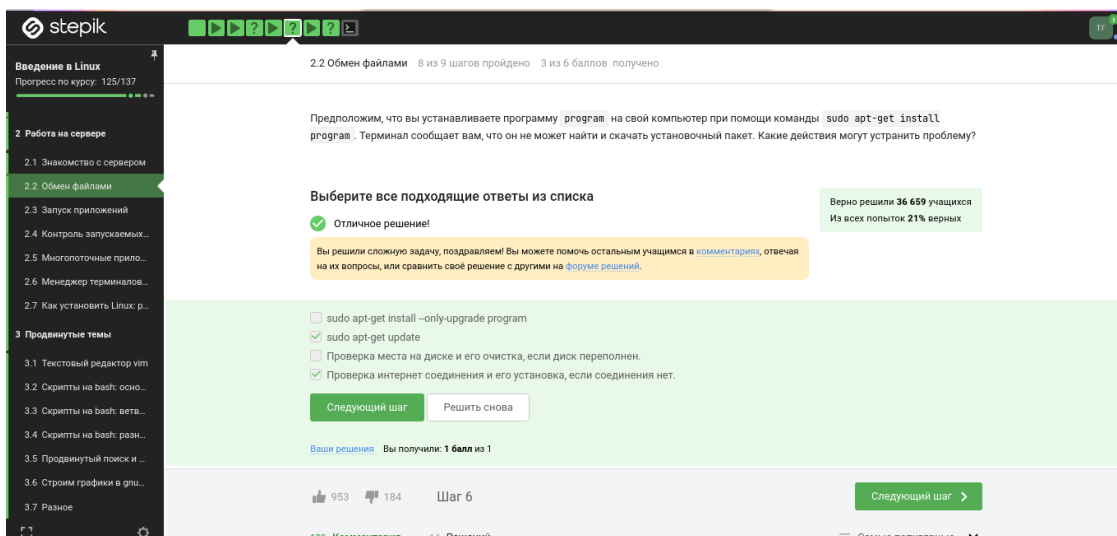 stepik
ТГ
1
Введение в Linux
Прогресс по курсу: 125/137
2.2 Обмен файлами 8 из 9 шагов пройдено 3 из 6 баллов получено
2 Работа на сервере
2.1 Знакомство с сервером
2.2 Обмен файлами
2.3 Запуск приложений
2.4 Контроль запускаемых...
2.5 Многопоточные прило...
2.6 Менеджер терминалов...
2.7 Как установить Linux: р...
3 Продвинутые темы
3.1 Текстовый редактор vim
3.2 Скрипты на bash: осно...
3.3 Скрипты на bash: ветв...
3.4 Скрипты на bash: разн...
3.5 Продвинутый поиск и ...
3.6 Строим графики в gnu...
3.7 Разное
Предположим, что вы устанавливаете программу program на свой компьютер при помощи команды sudo apt-get install
program. Терминал сообщает вам, что он не может найти и скачать установочный пакет. Какие действия могут устранить проблему?
Выберите все подходящие ответы из списка
Верно решили 36 659 учащихся
Из всех попыток 21% верных
Отличное решение!
Вы решили сложную задачу, поздравляем! Вы можете помочь остальным учащимся в комментариях, отвечая
на их вопросы, или сравнить своё решение с другими на форуме решений.
sudo apt-get install –only-upgrade program
sudo apt-get update
Проверка места на диске и его очистка, если диск переполнен.
Проверка интернет соединения и его установка, если соединения нет.
Следующий шаг
Решить снова
Ваши решения Вы получили: 1 балл из 1
953 184 Шаг 6
Следующий шаг